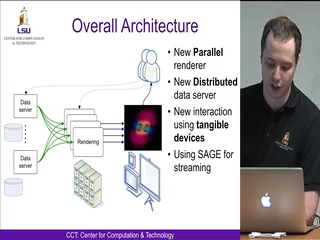 LSU
CENTER FOR COMPUTATION
& TECHNOLOGY
Overall Architecture
Data
server
Data
server
Rendering
• New Parallel
renderer
• New Distributed
data server
• New interaction
using tangible
devices
• Using SAGE for
streaming
CCT: Center for Computation & Technology